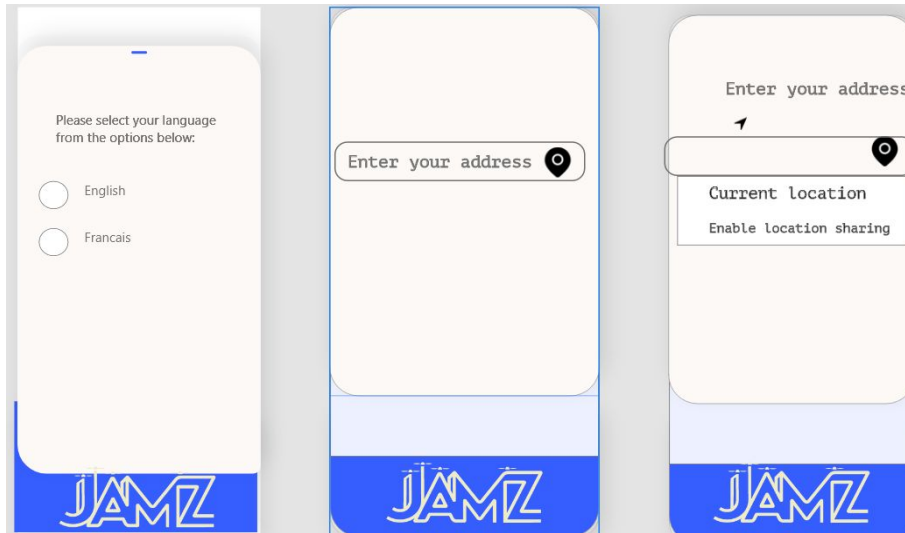 Please select your language
from the options below:
English
Francais
JAMZ
Enter your address
JAMZ
Enter your address
Current location
Enable location sharing
JAMZ